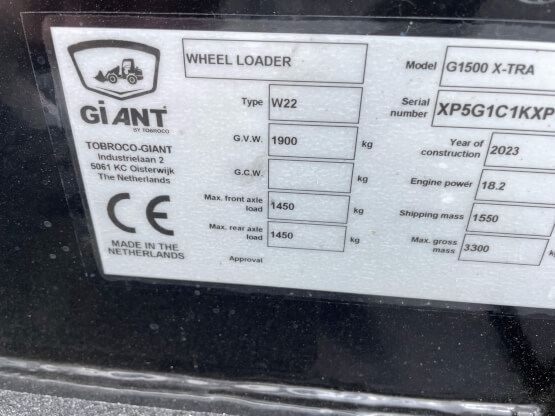 WHEEL LOADER
Model G1500 X-TRA
GiANT
BY TOBROCO
Type W22
Serial number XP5G1C1KXP
TOBROCO-GIANT
Industrielaan 2
5061 KC Oisterwijk
The Netherlands
G.V.W. 1900 kg
Year of construction 2023
G.C.W. kg
Engine power 18.2
Max. front axle load 1450 kg
Shipping mass 1550
Max. rear axle load 1450 kg
Max. gross mass 3300
CE
MADE IN THE
NETHERLANDS
Approval